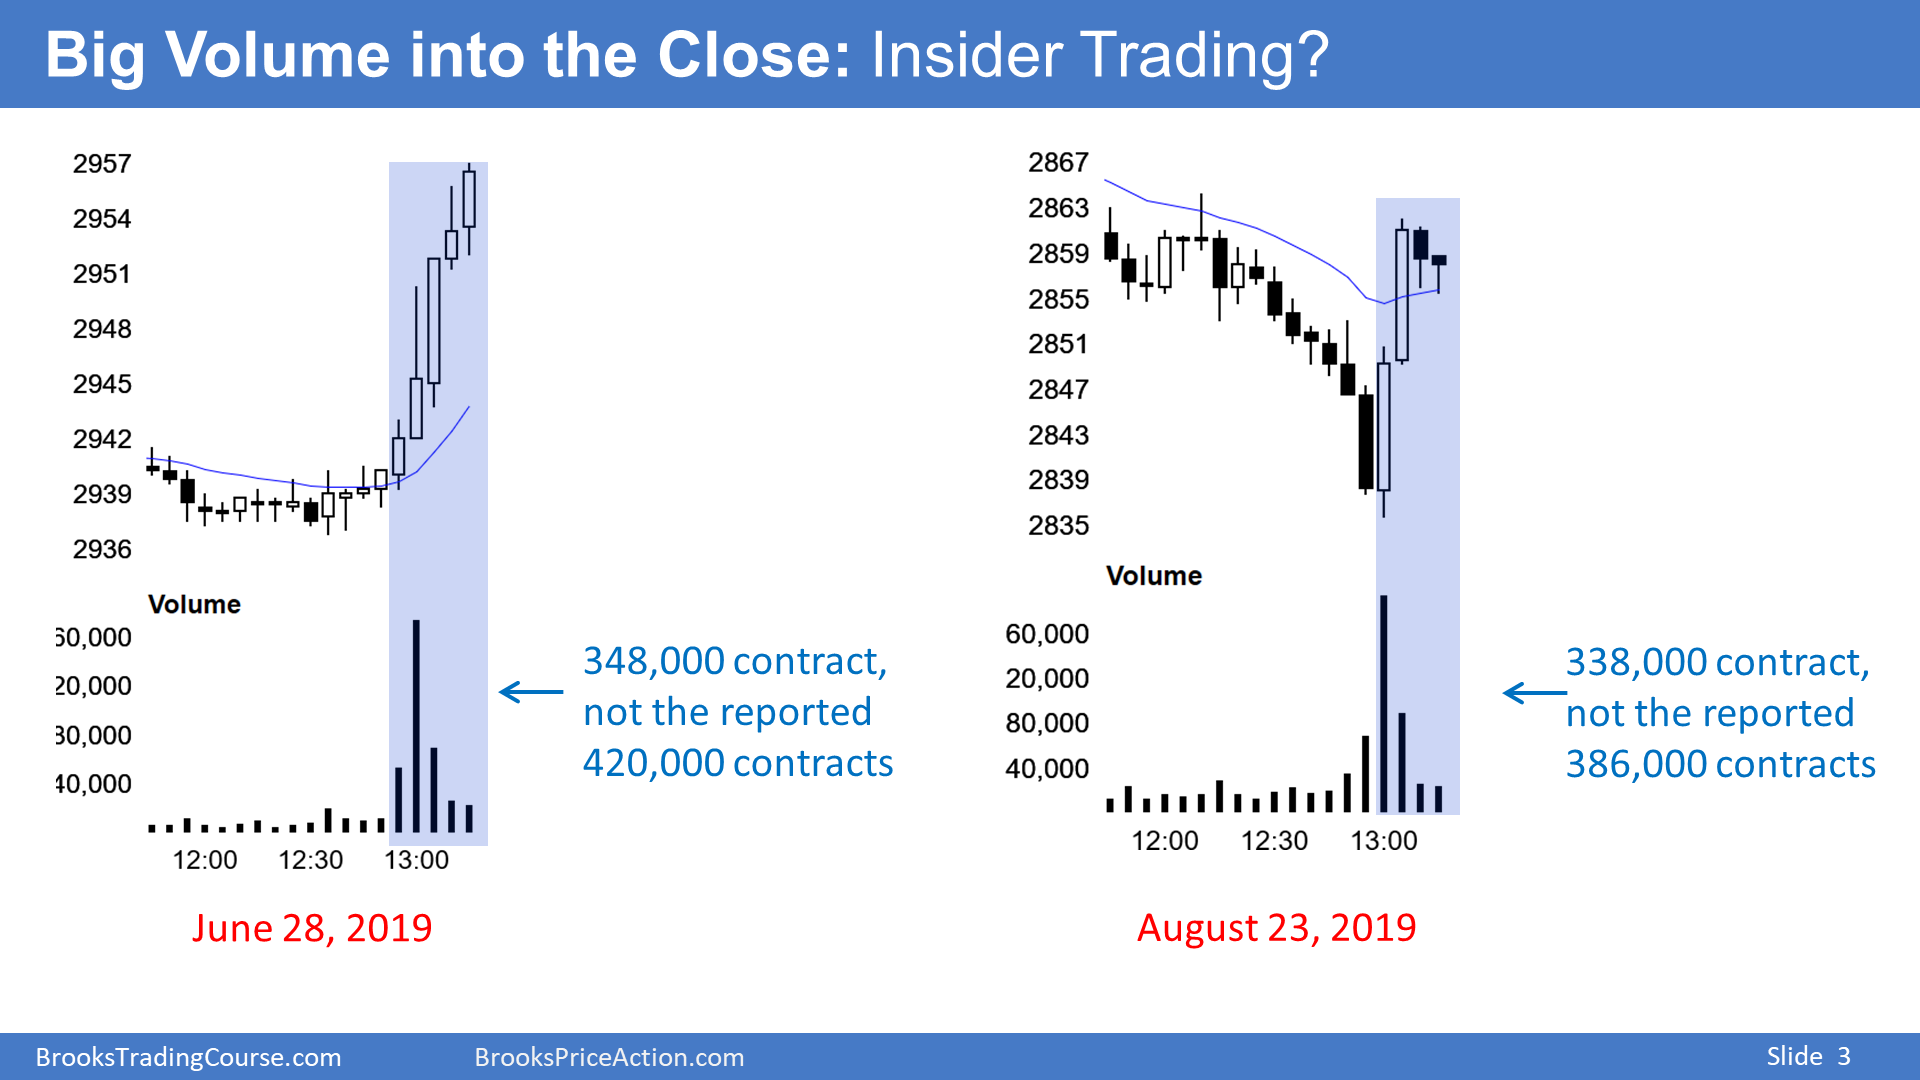 Big Volume into the Close: Insider Trading?
2957
2954
2951
2948
2945
2942
2939
2936
Volume
60,000
20,000
80,000
40,000
12:00 12:30 13:00
348,000 contract,
not the reported
420,000 contracts
June 28, 2019
2867
2863
2859
2855
2851
2847
2843
2839
2835
Volume
60,000
20,000
80,000
40,000
12:00 12:30 13:00
338,000 contract,
not the reported
386,000 contracts
August 23, 2019
BrooksTradingCourse.com BrooksPriceAction.com Slide 3